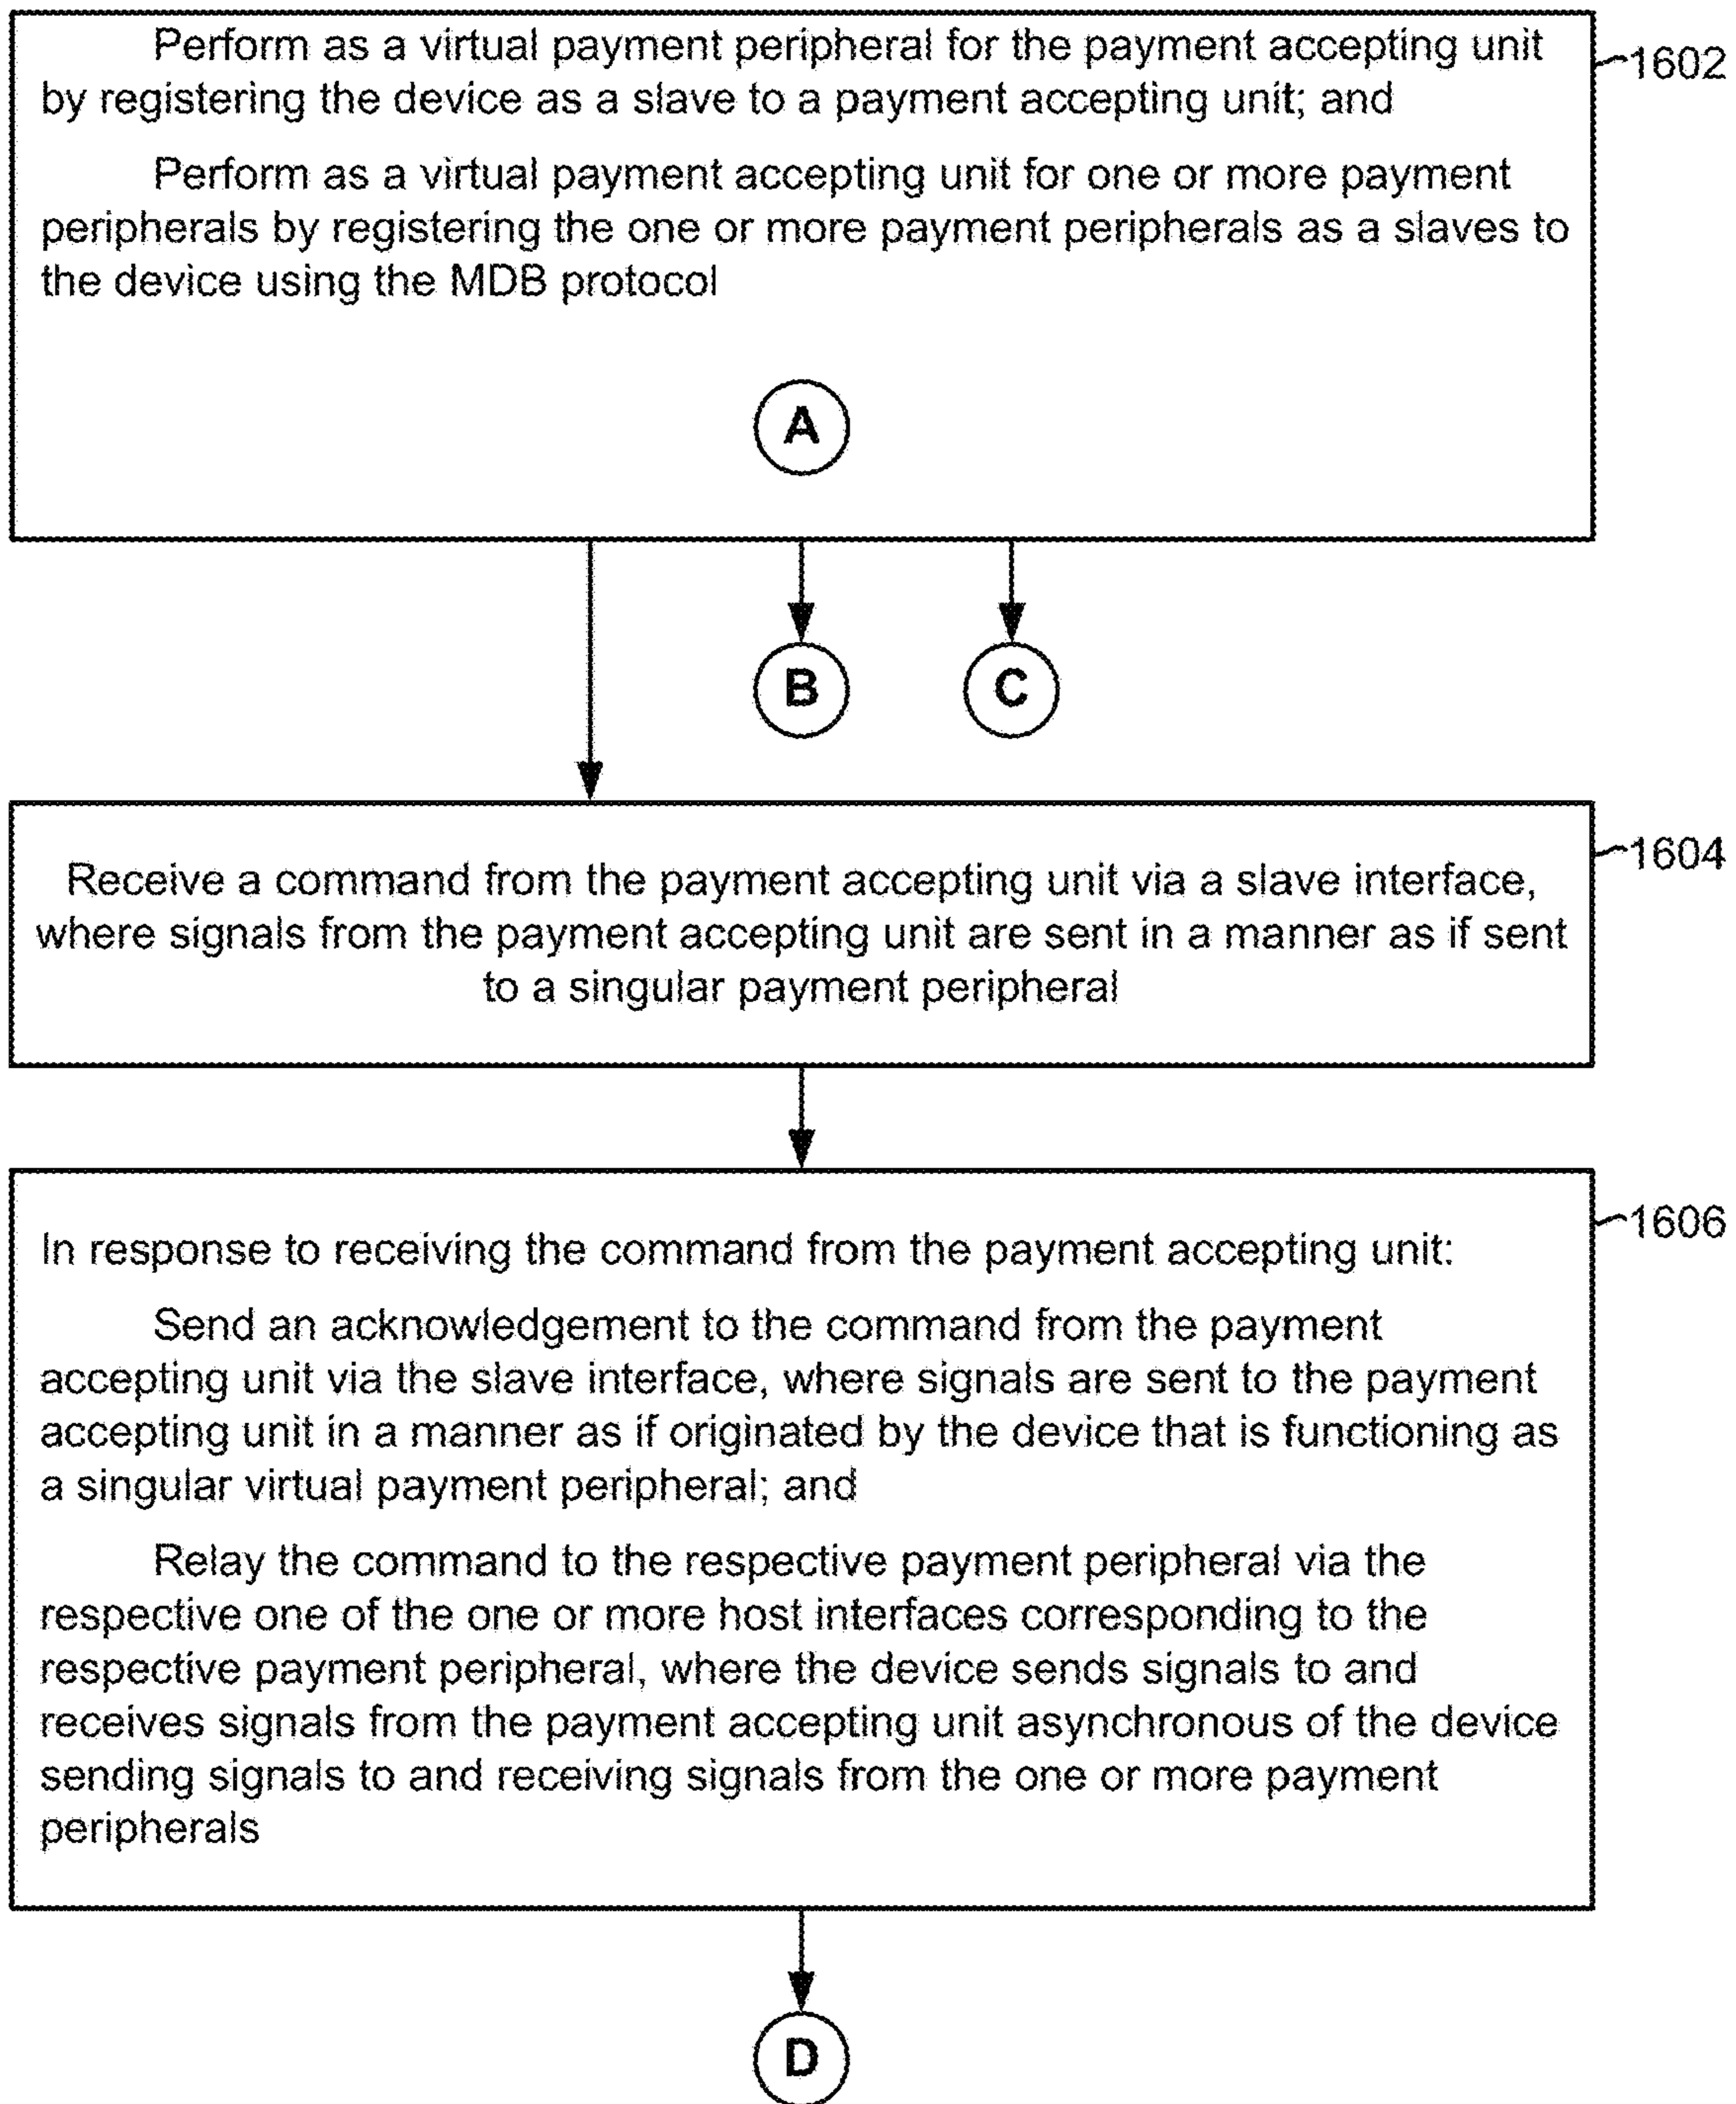 Perform as a virtual payment peripheral for the payment accepting unit
by registering the device as a slave to a payment accepting unit; and
Perform as a virtual payment accepting unit for one or more payment
peripherals by registering the one or more payment peripherals as a slaves to
the device using the MDB protocol
A
1602
B
C
Receive a command from the payment accepting unit via a slave interface,
where signals from the payment accepting unit are sent in a manner as if sent
to a singular payment peripheral
1604
In response to receiving the command from the payment accepting unit:
Send an acknowledgement to the command from the payment
accepting unit via the slave interface, where signals are sent to the payment
accepting unit in a manner as if originated by the device that is functioning as
a singular virtual payment peripheral; and
Relay the command to the respective payment peripheral via the
respective one of the one or more host interfaces corresponding to the
respective payment peripheral, where the device sends signals to and
receives signals from the payment accepting unit asynchronous of the device
sending signals to and receiving signals from the one or more payment
peripherals
1606
D